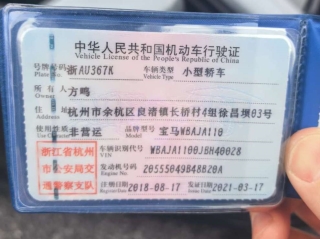 中华人民共和国机动车行驶证
Vehicle License of the People's Republic of China
号牌号码 浙AU367K 车辆类型 小型轿车
Plate No. Vehicle Type
所有人 方鸣
Owner
住址 杭州市余杭区良渚镇长桥村4组徐昌坝03号
使用性质 非营运 品牌型号 宝马WBAJA110
Model
浙江省杭州 车辆识别代号 WBAJA1100JBH40028
VIN
市公安局交 发动机号码 20555049B48B20A
Engine No.
通警察支队 注册日期 2018-08-17 发证日期 2021-03-17
Register Date Issue Date